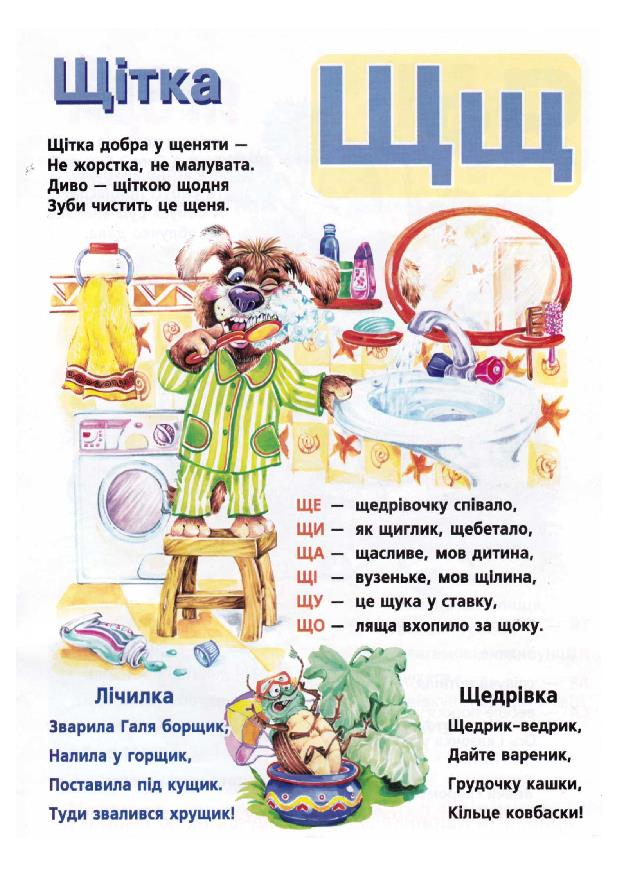 Щітка
Щщ
Щітка добра у щеняти —
Не жорстка, не малувата.
Диво — щіткою щодня
Зуби чистить це щеня.
ЩЕ — щедрівочку співало,
ЩИ — як щиглик, щебетало,
ЩА — щасливе, мов дитина,
ЩІ — вузеньке, мов щілина,
ЩУ — це щука у ставку,
ЩО — ляща вхопило за щоку.
Лічилка
Зварила Галя борщик,
Налила у горщик,
Поставила під кущик.
Туди звалився хрущик!
Щедрівка
Щедрик-ведрик,
Дайте вареник,
Грудочку кашки,
Кільце ковбаски!